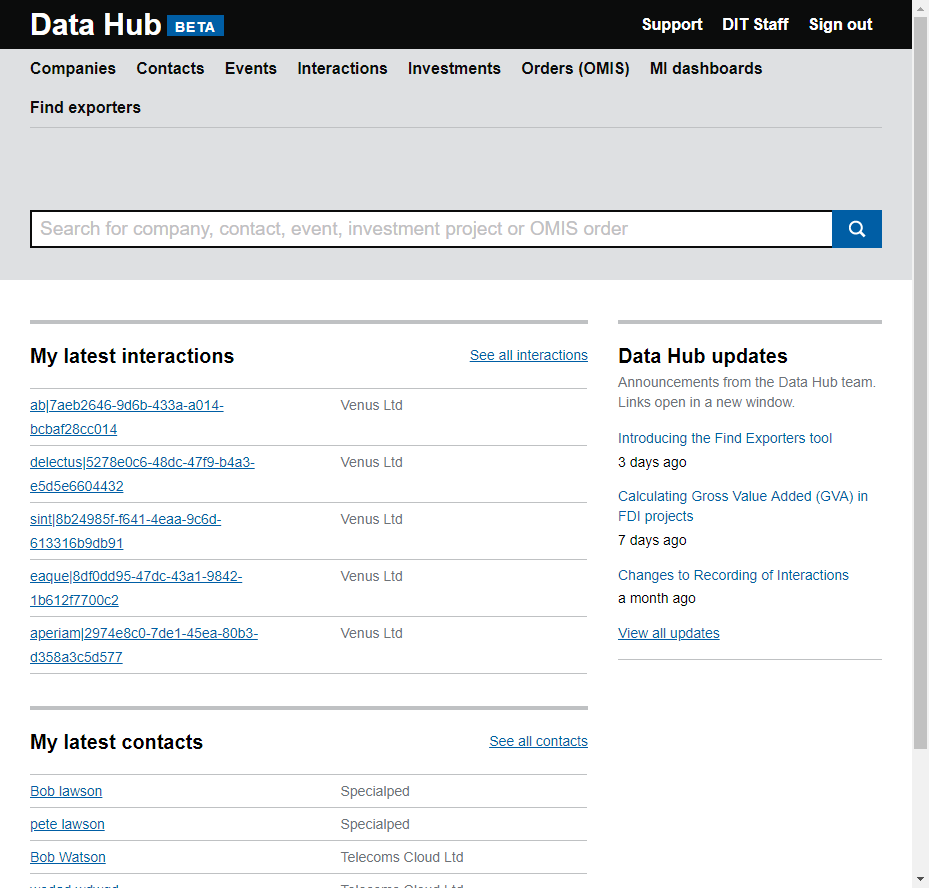 Data Hub BETA
Support DIT Staff Sign out
Companies Contacts Events Interactions Investments Orders (OMIS) MI dashboards
Find exporters
Search for company, contact, event, investment project or OMIS order
My latest interactions See all interactions
ab|7aeb2646-9d6b-433a-a014- Venus Ltd
bcbaf28cc014
delectus|5278e0c6-48dc-47f9-b4a3- Venus Ltd
e5d5e6604432
sint|8b24985f-f641-4eaa-9c6d- Venus Ltd
613316b9db91
eaque|8df0dd95-47dc-43a1-9842- Venus Ltd
1b612f7700c2
aperiam|2974e8c0-7de1-45ea-80b3- Venus Ltd
d358a3c5d577
My latest contacts See all contacts
Bob lawson Specialped
pete lawson Specialped
Bob Watson Telecoms Cloud Ltd
Telecoms Cloud Ltd
Data Hub updates
Announcements from the Data Hub team.
Links open in a new window.
Introducing the Find Exporters tool
3 days ago
Calculating Gross Value Added (GVA) in
FDI projects
7 days ago
Changes to Recording of Interactions
a month ago
View all updates